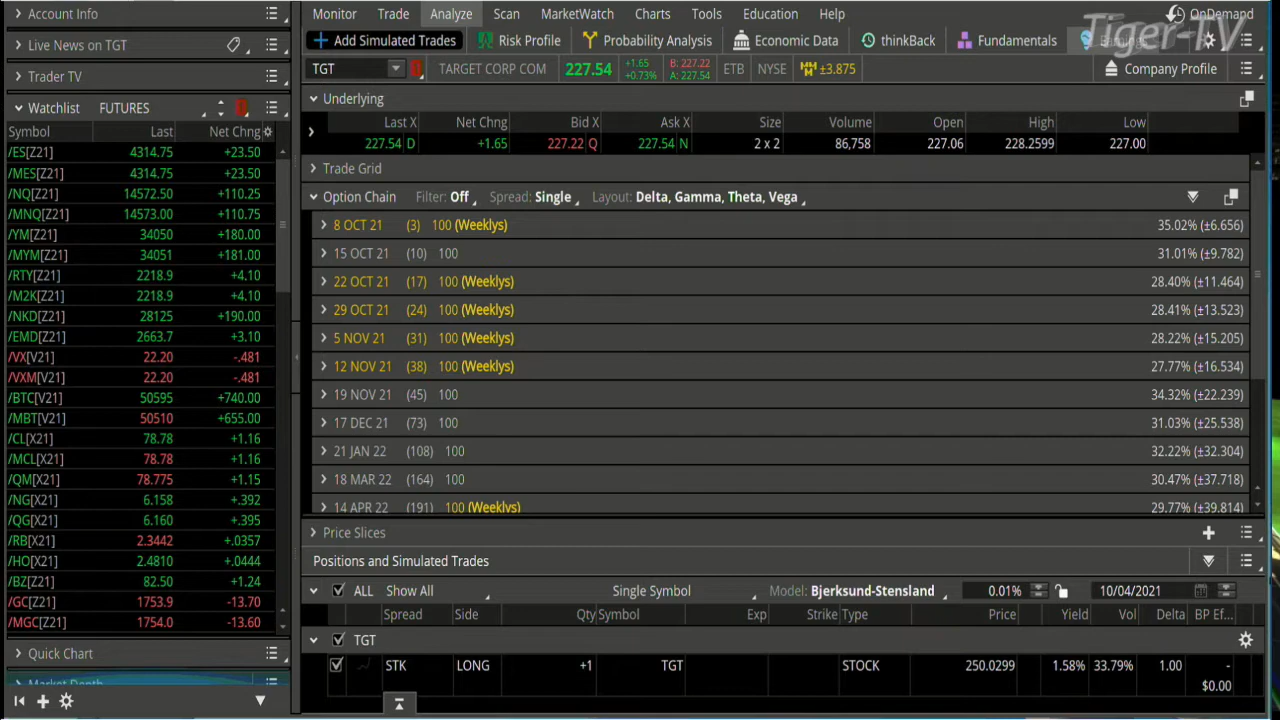 Account Info
Live News on TGT
Trader TV
Watchlist FUTURES
Symbol Last Net Chng
/ES[Z21] 4314.75 +23.50
/MES[Z21] 4314.75 +23.50
/NQ[Z21] 14572.50 +110.25
/MNQ[Z21] 14573.00 +110.75
/YM[Z21] 34050 +180.00
/MYM[Z21] 34051 +181.00
/RTY[Z21] 2218.9 +4.10
/M2K[Z21] 2218.9 +4.10
/NKD[Z21] 28125 +190.00
/EMD[Z21] 2663.7 +3.10
/VX[V21] 22.20 -.481
/VXM[V21] 22.20 -.481
/BTC[V21] 50595 +740.00
/MBT[V21] 50510 +655.00
/CL[X21] 78.78 +1.16
/MCL[X21] 78.78 +1.16
/QM[X21] 78.775 +1.15
/NG[X21] 6.158 +.392
/QG[X21] 6.160 +.395
/RB[X21] 2.3442 +.0357
/HO[X21] 2.4810 +.0444
/BZ[Z21] 82.50 +1.24
/GC[Z21] 1753.9 -13.70
/MGC[Z21] 1754.0 -13.60
Quick Chart
Market Depth
Monitor Trade Analyze Scan MarketWatch Charts Tools Education Help OnDemand
Tiger-TV
Add Simulated Trades Risk Profile Probability Analysis Economic Data thinkBack Fundamentals Earnings
TGT TARGET CORP COM 227.54 +1.65 +0.73% B: 227.22 A: 227.54 ETB NYSE ±3.875 Company Profile
Underlying
Last X Net Chng Bid X Ask X Size Volume Open High Low
227.54 D +1.65 227.22 Q 227.54 N 2 x 2 86,758 227.06 228.2599 227.00
Trade Grid
Option Chain Filter: Off Spread: Single Layout: Delta, Gamma, Theta, Vega
8 OCT 21 (3) 100 (Weeklys) 35.02% (±6.656)
15 OCT 21 (10) 100 31.01% (±9.782)
22 OCT 21 (17) 100 (Weeklys) 28.40% (±11.464)
29 OCT 21 (24) 100 (Weeklys) 28.41% (±13.523)
5 NOV 21 (31) 100 (Weeklys) 28.22% (±15.205)
12 NOV 21 (38) 100 (Weeklys) 27.77% (±16.534)
19 NOV 21 (45) 100 34.32% (±22.239)
17 DEC 21 (73) 100 31.03% (±25.538)
21 JAN 22 (108) 100 32.22% (±32.304)
18 MAR 22 (164) 100 30.47% (±37.718)
14 APR 22 (191) 100 (Weeklys) 29.77% (±39.814)
Price Slices
Positions and Simulated Trades
ALL Show All Single Symbol Model: Bjerksund-Stensland 0.01% 10/04/2021
Spread Side Qty Symbol Exp Strike Type Price Yield Vol Delta BP Ef...
TGT
STK LONG +1 TGT STOCK 250.0299 1.58% 33.79% 1.00 -
$0.00